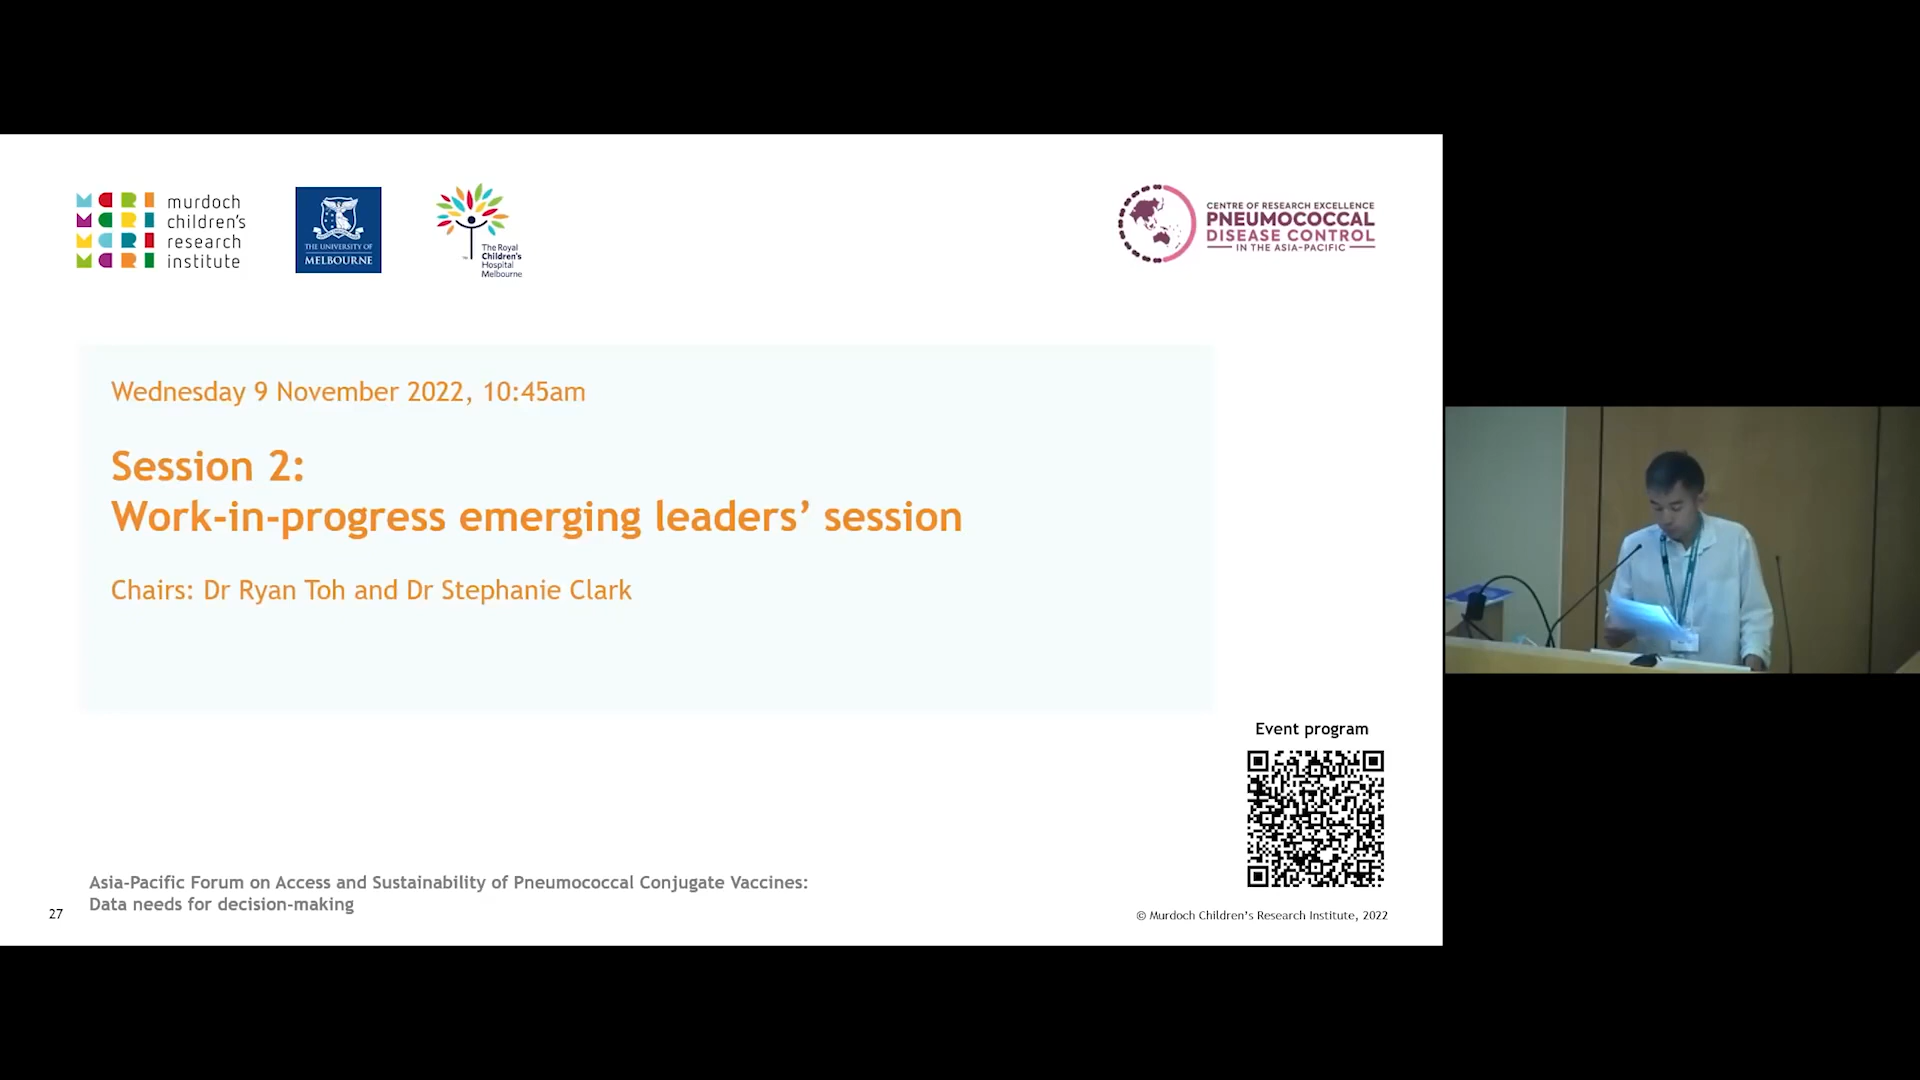 murdoch
children's
research
institute
THE UNIVERSITY OF
MELBOURNE
The Royal
Children's
Hospital
Melbourne
CENTRE OF RESEARCH EXCELLENCE
PNEUMOCOCCAL
DISEASE CONTROL
IN THE ASIA-PACIFIC
Wednesday 9 November 2022, 10:45am
Session 2:
Work-in-progress emerging leaders’ session
Chairs: Dr Ryan Toh and Dr Stephanie Clark
Event program
Asia-Pacific Forum on Access and Sustainability of Pneumococcal Conjugate Vaccines:
Data needs for decision-making
27
© Murdoch Children’s Research Institute, 2022